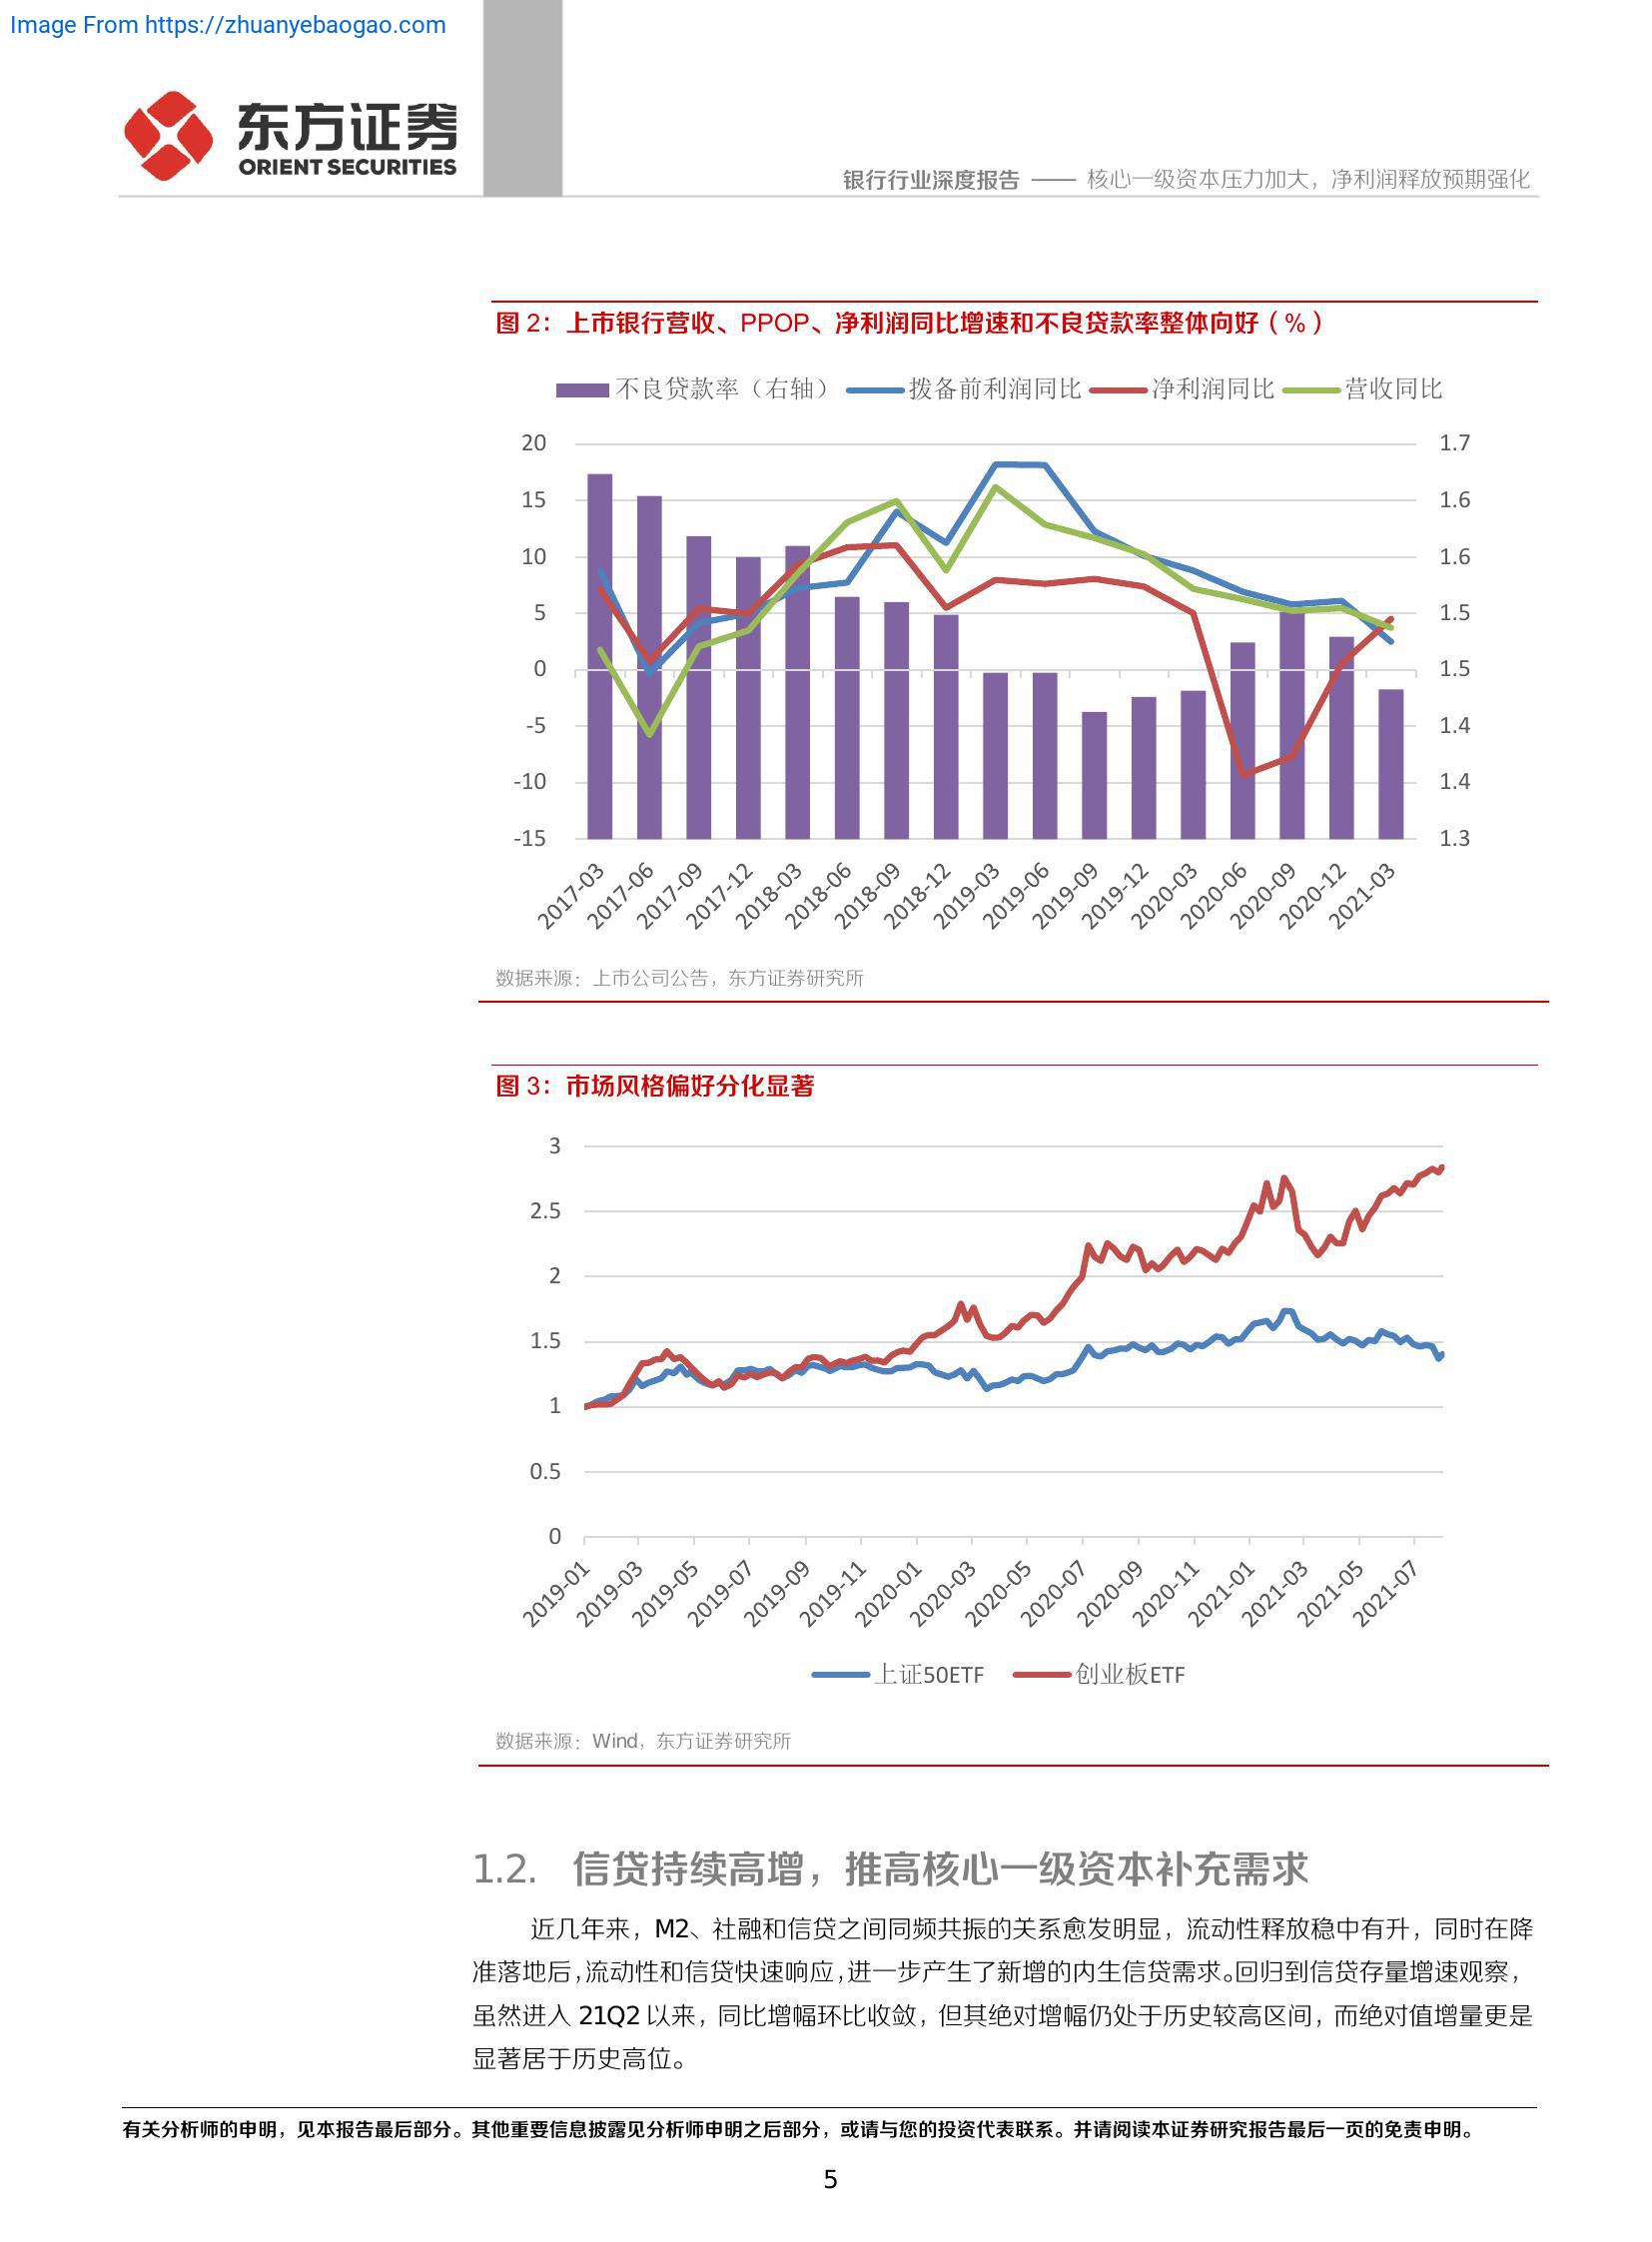 Image From https://zhuanyebaogao.com
东方证券
ORIENT SECURITIES
银行行业深度报告 —— 核心一级资本压力加大，净利润释放预期强化
图 2：上市银行营收、PPOP、净利润同比增速和不良贷款率整体向好（%）
不良贷款率（右轴） 拨备前利润同比 净利润同比 营收同比
20 1.7
15 1.6
10 1.6
5 1.5
0 1.5
-5 1.4
-10 1.4
-15 1.3
2017-03 2017-06 2017-09 2017-12 2018-03 2018-06 2018-09 2018-12 2019-03 2019-06 2019-09 2019-12 2020-03 2020-06 2020-09 2020-12 2021-03
数据来源：上市公司公告，东方证券研究所
图 3：市场风格偏好分化显著
3
2.5
2
1.5
1
0.5
0
2019-01 2019-03 2019-05 2019-07 2019-09 2019-11 2020-01 2020-03 2020-05 2020-07 2020-09 2020-11 2021-01 2021-03 2021-05 2021-07
上证50ETF 创业板ETF
数据来源：Wind，东方证券研究所
1.2. 信贷持续高增，推高核心一级资本补充需求
近几年来，M2、社融和信贷之间同频共振的关系愈发明显，流动性释放稳中有升，同时在降
准落地后，流动性和信贷快速响应，进一步产生了新增的内生信贷需求。回归到信贷存量增速观察，
虽然进入 21Q2 以来，同比增幅环比收敛，但其绝对增幅仍处于历史较高区间，而绝对值增量更是
显著居于历史高位。
有关分析师的申明，见本报告最后部分。其他重要信息披露见分析师申明之后部分，或请与您的投资代表联系。并请阅读本证券研究报告最后一页的免责申明。
5